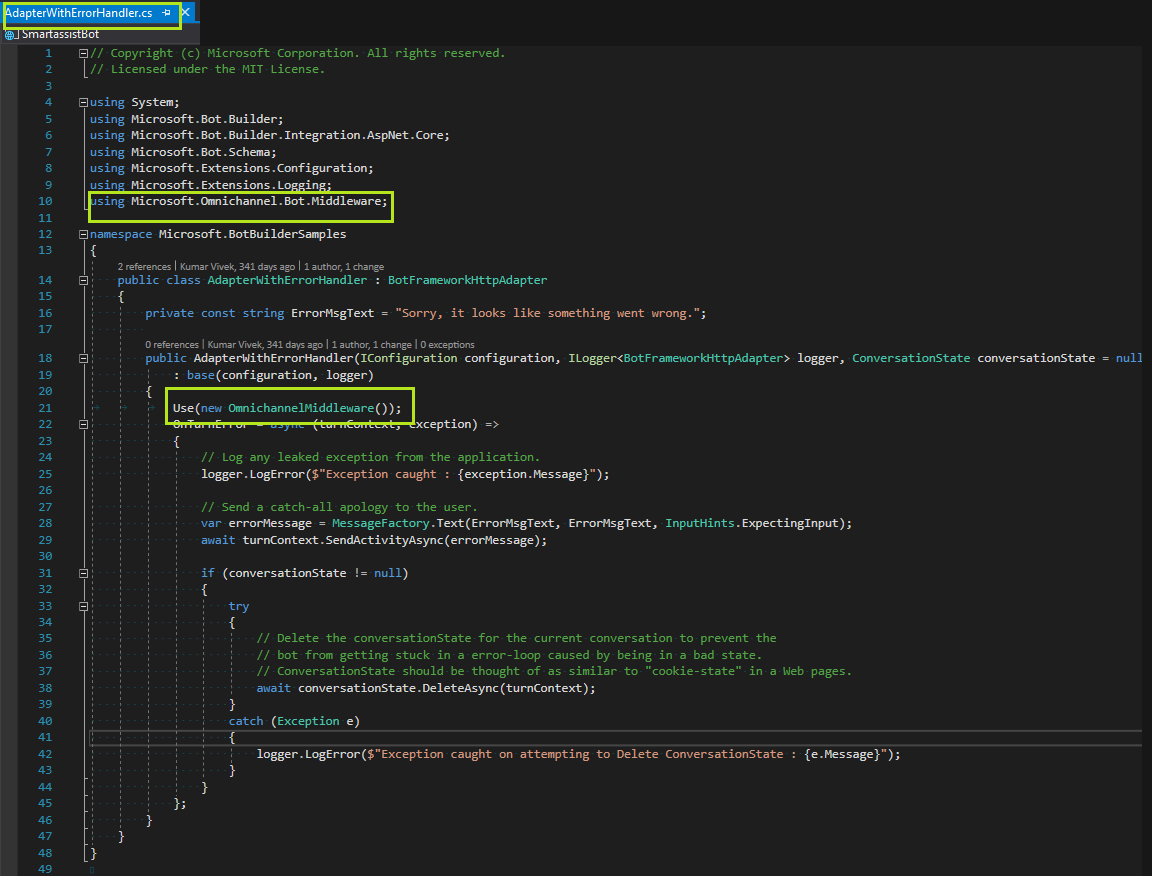 AdapterWithErrorHandler.cs
SmartassistBot
1 // Copyright (c) Microsoft Corporation. All rights reserved.
2 // Licensed under the MIT License.
3
4 using System;
5 using Microsoft.Bot.Builder;
6 using Microsoft.Bot.Builder.Integration.AspNet.Core;
7 using Microsoft.Bot.Schema;
8 using Microsoft.Extensions.Configuration;
9 using Microsoft.Extensions.Logging;
10 using Microsoft.Omnichannel.Bot.Middleware;
11
12 namespace Microsoft.BotBuilderSamples
13 {
2 references | Kumar Vivek, 341 days ago | 1 author, 1 change
14 public class AdapterWithErrorHandler : BotFrameworkHttpAdapter
15 {
16 private const string ErrorMsgText = "Sorry, it looks like something went wrong.";
17
0 references | Kumar Vivek, 341 days ago | 1 author, 1 change | 0 exceptions
18 public AdapterWithErrorHandler(IConfiguration configuration, ILogger<BotFrameworkHttpAdapter> logger, ConversationState conversationState = null
19 : base(configuration, logger)
20 {
21 Use(new OmnichannelMiddleware());
22 OnTurnError = async (turnContext, exception) =>
23 {
24 // Log any leaked exception from the application.
25 logger.LogError($"Exception caught : {exception.Message}");
26
27 // Send a catch-all apology to the user.
28 var errorMessage = MessageFactory.Text(ErrorMsgText, ErrorMsgText, InputHints.ExpectingInput);
29 await turnContext.SendActivityAsync(errorMessage);
30
31 if (conversationState != null)
32 {
33 try
34 {
35 // Delete the conversationState for the current conversation to prevent the
36 // bot from getting stuck in a error-loop caused by being in a bad state.
37 // ConversationState should be thought of as similar to "cookie-state" in a Web pages.
38 await conversationState.DeleteAsync(turnContext);
39 }
40 catch (Exception e)
41 {
42 logger.LogError($"Exception caught on attempting to Delete ConversationState : {e.Message}");
43 }
44 }
45 };
46 }
47 }
48 }
49